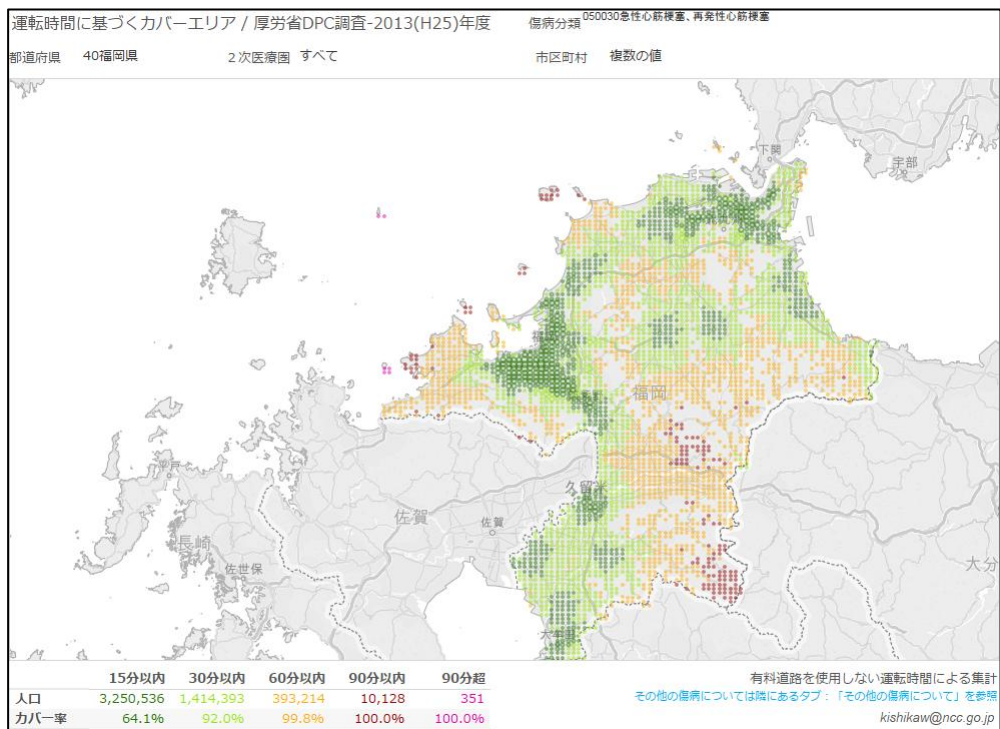 運転時間に基づくカバーエリア / 厚労省DPC調査-2013(H25)年度
傷病分類 050030急性心筋梗塞、再発性心筋梗塞
都道府県 40福岡県 2次医療圏 すべて 市区町村 複数の値
下関
宇部
福岡
久留米
佐賀
佐賀
長崎
佐世保
大分
15分以内 30分以内 60分以内 90分以内 90分超
人口 3,250,536 1,414,393 393,214 10,128 351
カバー率 64.1% 92.0% 99.8% 100.0% 100.0%
有料道路を使用しない運転時間による集計
その他の傷病については隣にあるタブ：「その他の傷病について」を参照
kishikaw@ncc.go.jp